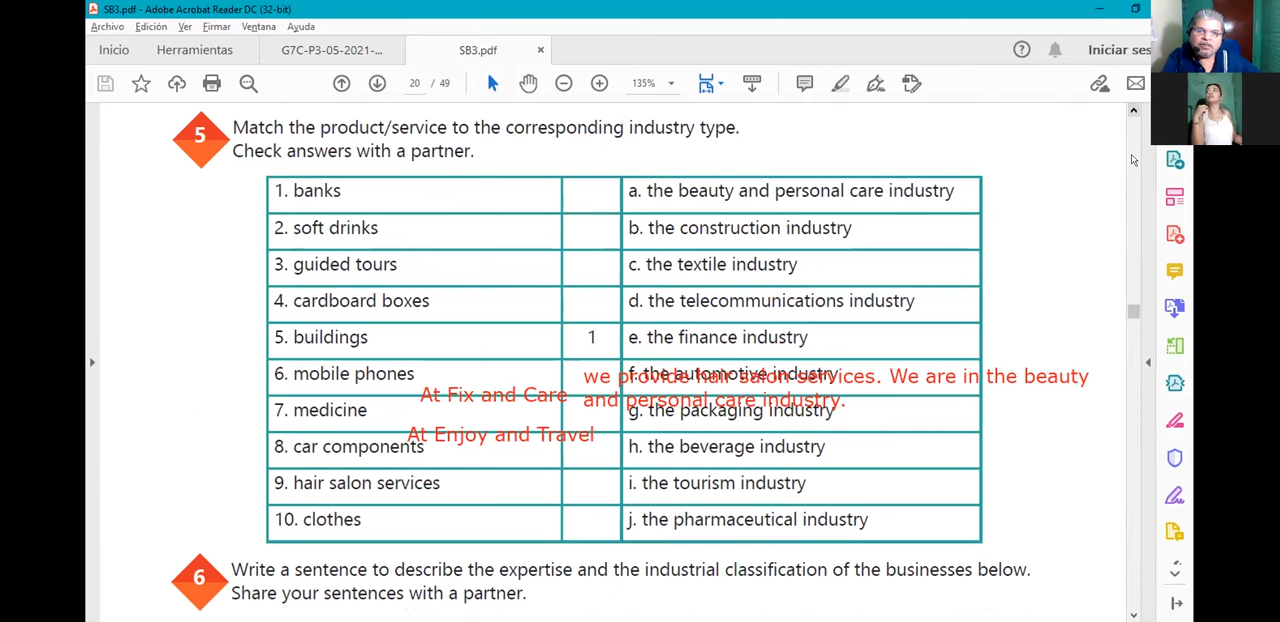 SB3.pdf - Adobe Acrobat Reader DC (32-bit)
Archivo Edición Ver Firmar Ventana Ayuda
Inicio Herramientas G7C-P3-05-2021-... SB3.pdf × Iniciar ses
20 / 49 135%
5 Match the product/service to the corresponding industry type.
Check answers with a partner.
1. banks a. the beauty and personal care industry
2. soft drinks b. the construction industry
3. guided tours c. the textile industry
4. cardboard boxes d. the telecommunications industry
5. buildings 1 e. the finance industry
6. mobile phones f. the automotive industry
we provide hair salon services. We are in the beauty
At Fix and Care and personal care industry.
7. medicine g. the packaging industry
At Enjoy and Travel
8. car components h. the beverage industry
9. hair salon services i. the tourism industry
10. clothes j. the pharmaceutical industry
6 Write a sentence to describe the expertise and the industrial classification of the businesses below.
Share your sentences with a partner.